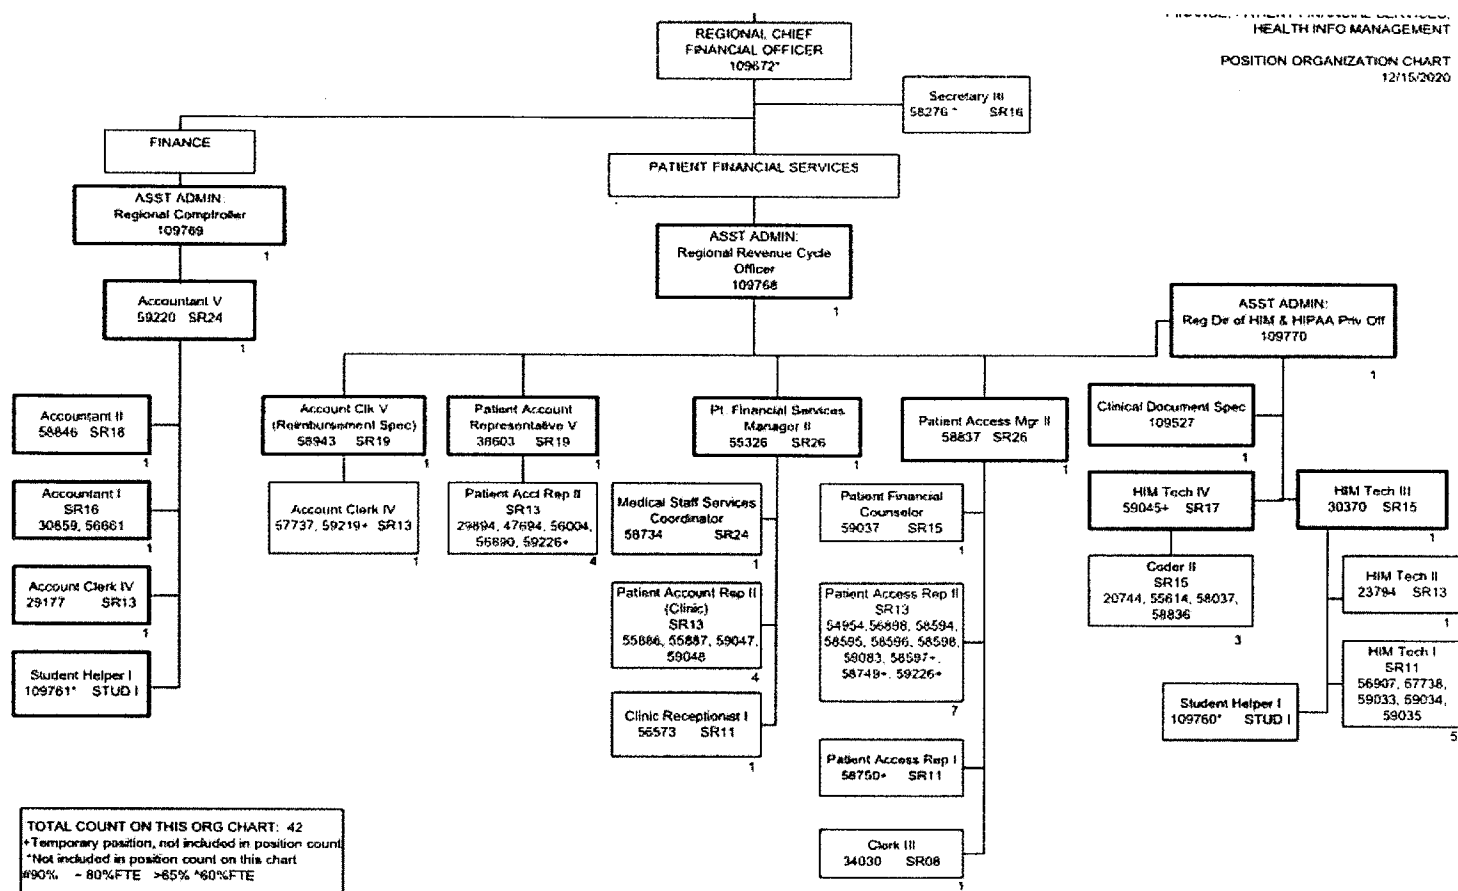 HEALTH INFO MANAGEMENT
POSITION ORGANIZATION CHART
12/15/2020
REGIONAL CHIEF
FINANCIAL OFFICER
109672*
Secretary III
58276 * SR16
FINANCE
PATIENT FINANCIAL SERVICES
ASST ADMIN:
Regional Comptroller
109769
1
ASST ADMIN:
Regional Revenue Cycle
Officer
109768
1
Accountant V
59220 SR24
1
ASST ADMIN:
Reg Dir of HIM & HIPAA Priv Off
109770
1
Accountant II
58846 SR18
1
Accountant I
SR16
30859, 56661
1
Account Clerk IV
29177 SR13
1
Student Helper I
109761* STUD I
Account Clk V
(Reimbursement Spec)
58943 SR19
1
Account Clerk IV
57737, 59219+ SR13
1
Patient Account
Representative V
38603 SR19
1
Patient Acct Rep II
SR13
29894, 47694, 56004,
56890, 59226+
4
Pt. Financial Services
Manager II
55326 SR26
1
Medical Staff Services
Coordinator
58734 SR24
1
Patient Account Rep II
(Clinic)
SR13
55886, 55887, 59047,
59048
4
Clinic Receptionist I
56573 SR11
1
Patient Access Mgr II
58837 SR26
1
Patient Financial
Counselor
59037 SR15
1
Patient Access Rep II
SR13
54954, 56898, 58594,
58595, 58596, 58598,
59083, 58597+,
58749+, 59226+
7
Patient Access Rep I
58750+ SR11
Clerk III
34030 SR08
1
Clinical Document Spec
109527
1
HIM Tech IV
59045+ SR17
HIM Tech III
30370 SR15
1
Coder II
SR15
20744, 55614, 58037,
58836
3
HIM Tech II
23794 SR13
1
HIM Tech I
SR11
56907, 57738,
59033, 59034,
59035
5
Student Helper I
109760* STUD I
TOTAL COUNT ON THIS ORG CHART: 42
+Temporary position, not included in position count
*Not included in position count on this chart
#90% ~ 80%FTE >65% ^60%FTE